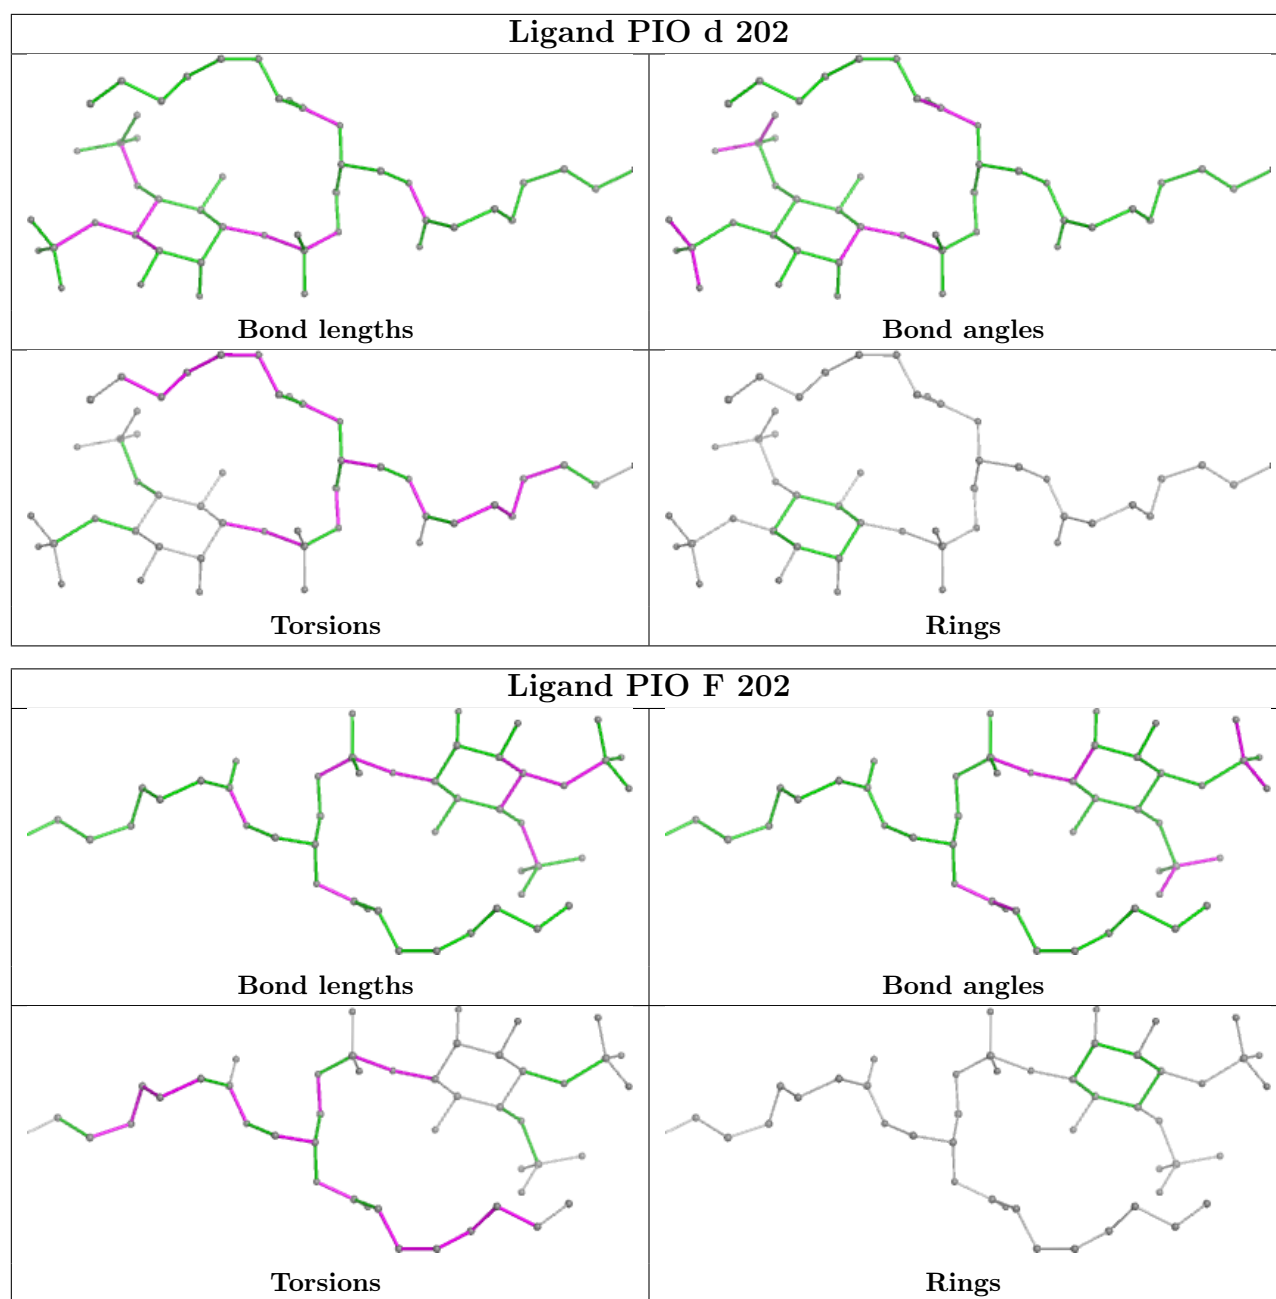 Ligand PIO d 202
Bond lengths
Bond angles
Torsions
Rings
Ligand PIO F 202
Bond lengths
Bond angles
Torsions
Rings